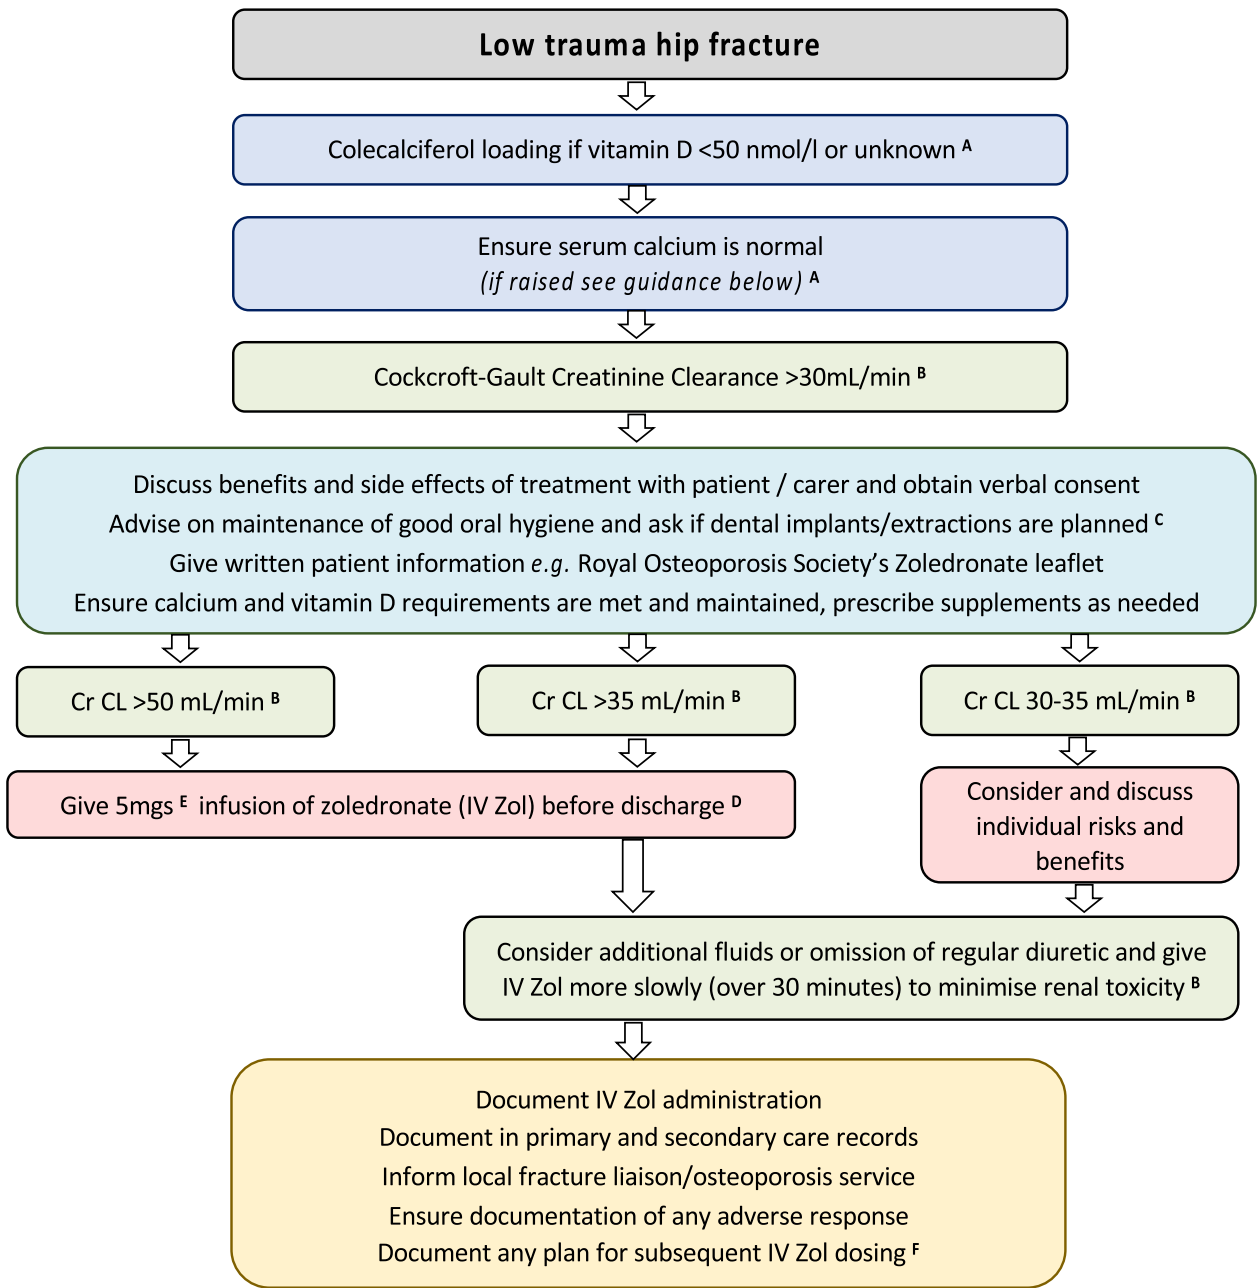 Low trauma hip fracture
Colecalciferol loading if vitamin D <50 nmol/l or unknown A
Ensure serum calcium is normal
(if raised see guidance below) A
Cockcroft-Gault Creatinine Clearance >30mL/min B
Discuss benefits and side effects of treatment with patient / carer and obtain verbal consent
Advise on maintenance of good oral hygiene and ask if dental implants/extractions are planned C
Give written patient information e.g. Royal Osteoporosis Society’s Zoledronate leaflet
Ensure calcium and vitamin D requirements are met and maintained, prescribe supplements as needed
Cr CL >50 mL/min B
Cr CL >35 mL/min B
Cr CL 30-35 mL/min B
Give 5mgs E infusion of zoledronate (IV Zol) before discharge D
Consider and discuss
individual risks and
benefits
Consider additional fluids or omission of regular diuretic and give
IV Zol more slowly (over 30 minutes) to minimise renal toxicity B
Document IV Zol administration
Document in primary and secondary care records
Inform local fracture liaison/osteoporosis service
Ensure documentation of any adverse response
Document any plan for subsequent IV Zol dosing F